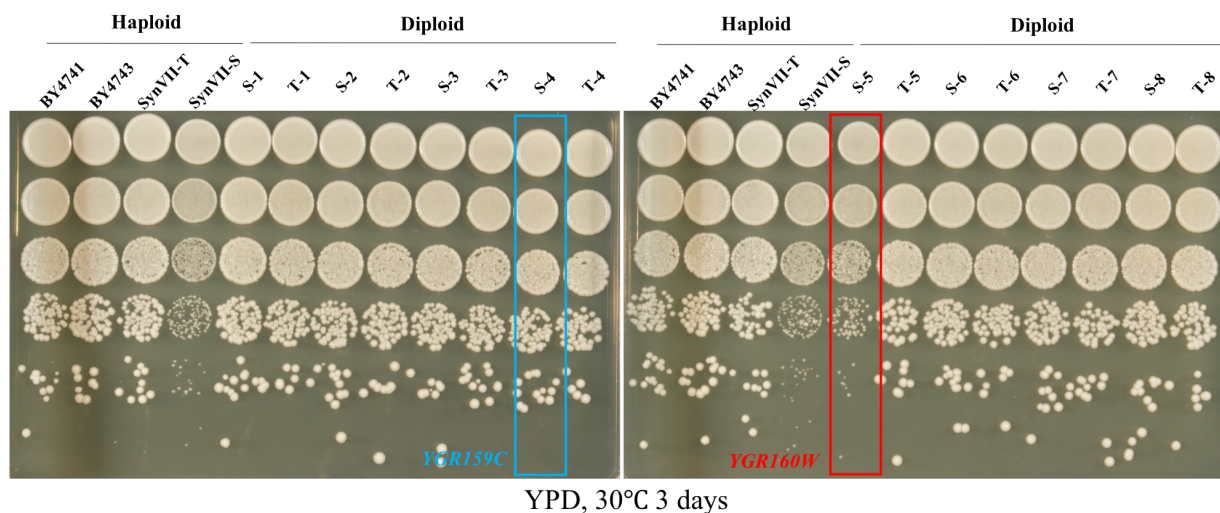 Haploid Diploid Haploid Diploid
BY4741 BY4743 SynVII-T SynVII-S S-1 T-1 S-2 T-2 S-3 T-3 S-4 T-4 BY4741 BY4743 SynVII-T SynVII-S S-5 T-5 S-6 T-6 S-7 T-7 S-8 T-8
YGR159C YGR160W
YPD, 30℃ 3 days